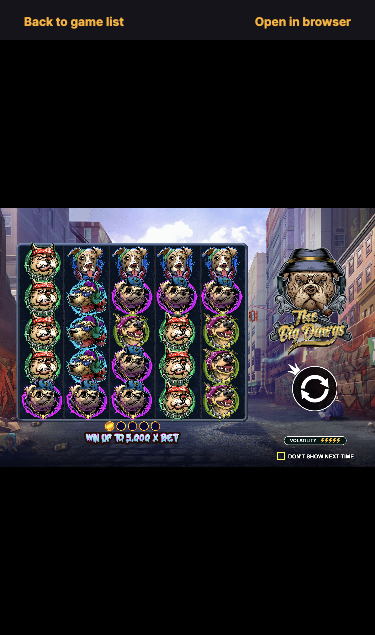 Back to game list
Open in browser
The
Big Dawgs
WIN UP TO 5,000 X BET
VOLATILITY
DON'T SHOW NEXT TIME